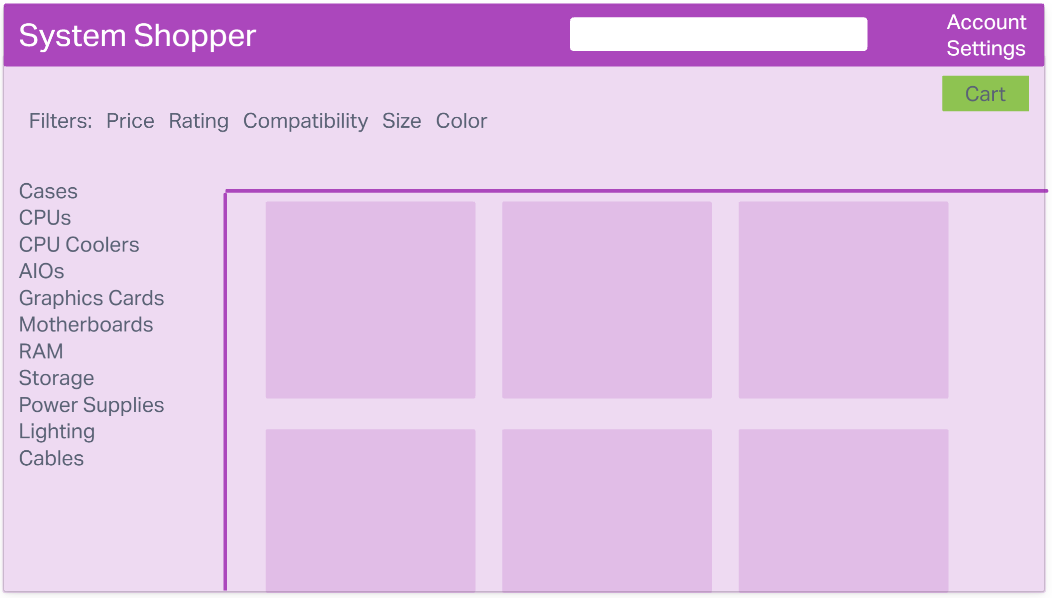 System Shopper
Account
Settings
Cart
Filters: Price Rating Compatibility Size Color
Cases
CPUs
CPU Coolers
AIOs
Graphics Cards
Motherboards
RAM
Storage
Power Supplies
Lighting
Cables